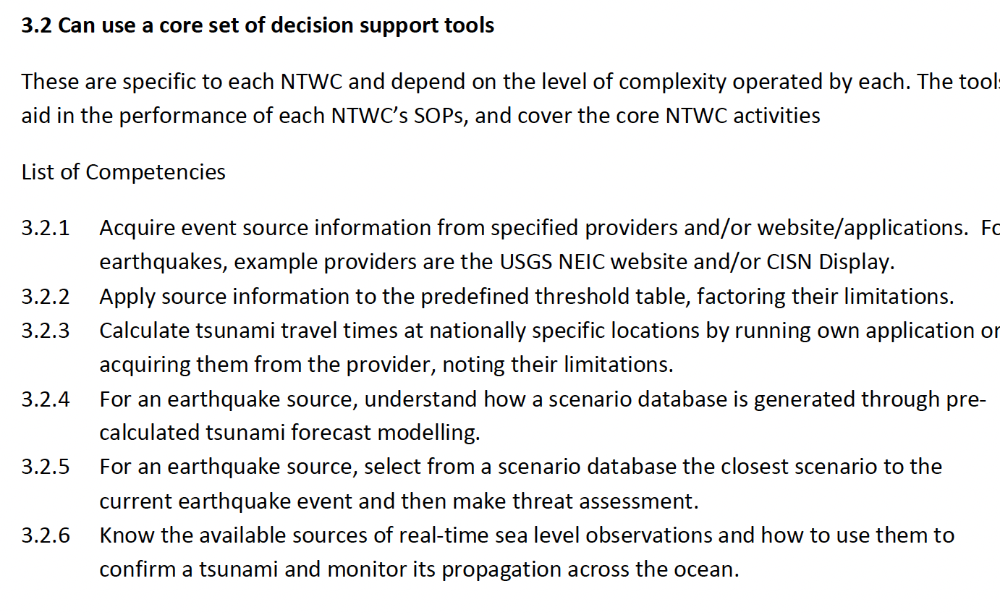 3.2 Can use a core set of decision support tools
These are specific to each NTWC and depend on the level of complexity operated by each. The tools
aid in the performance of each NTWC’s SOPs, and cover the core NTWC activities
List of Competencies
3.2.1 Acquire event source information from specified providers and/or website/applications. Fo
earthquakes, example providers are the USGS NEIC website and/or CISN Display.
3.2.2 Apply source information to the predefined threshold table, factoring their limitations.
3.2.3 Calculate tsunami travel times at nationally specific locations by running own application or
acquiring them from the provider, noting their limitations.
3.2.4 For an earthquake source, understand how a scenario database is generated through pre-
calculated tsunami forecast modelling.
3.2.5 For an earthquake source, select from a scenario database the closest scenario to the
current earthquake event and then make threat assessment.
3.2.6 Know the available sources of real-time sea level observations and how to use them to
confirm a tsunami and monitor its propagation across the ocean.